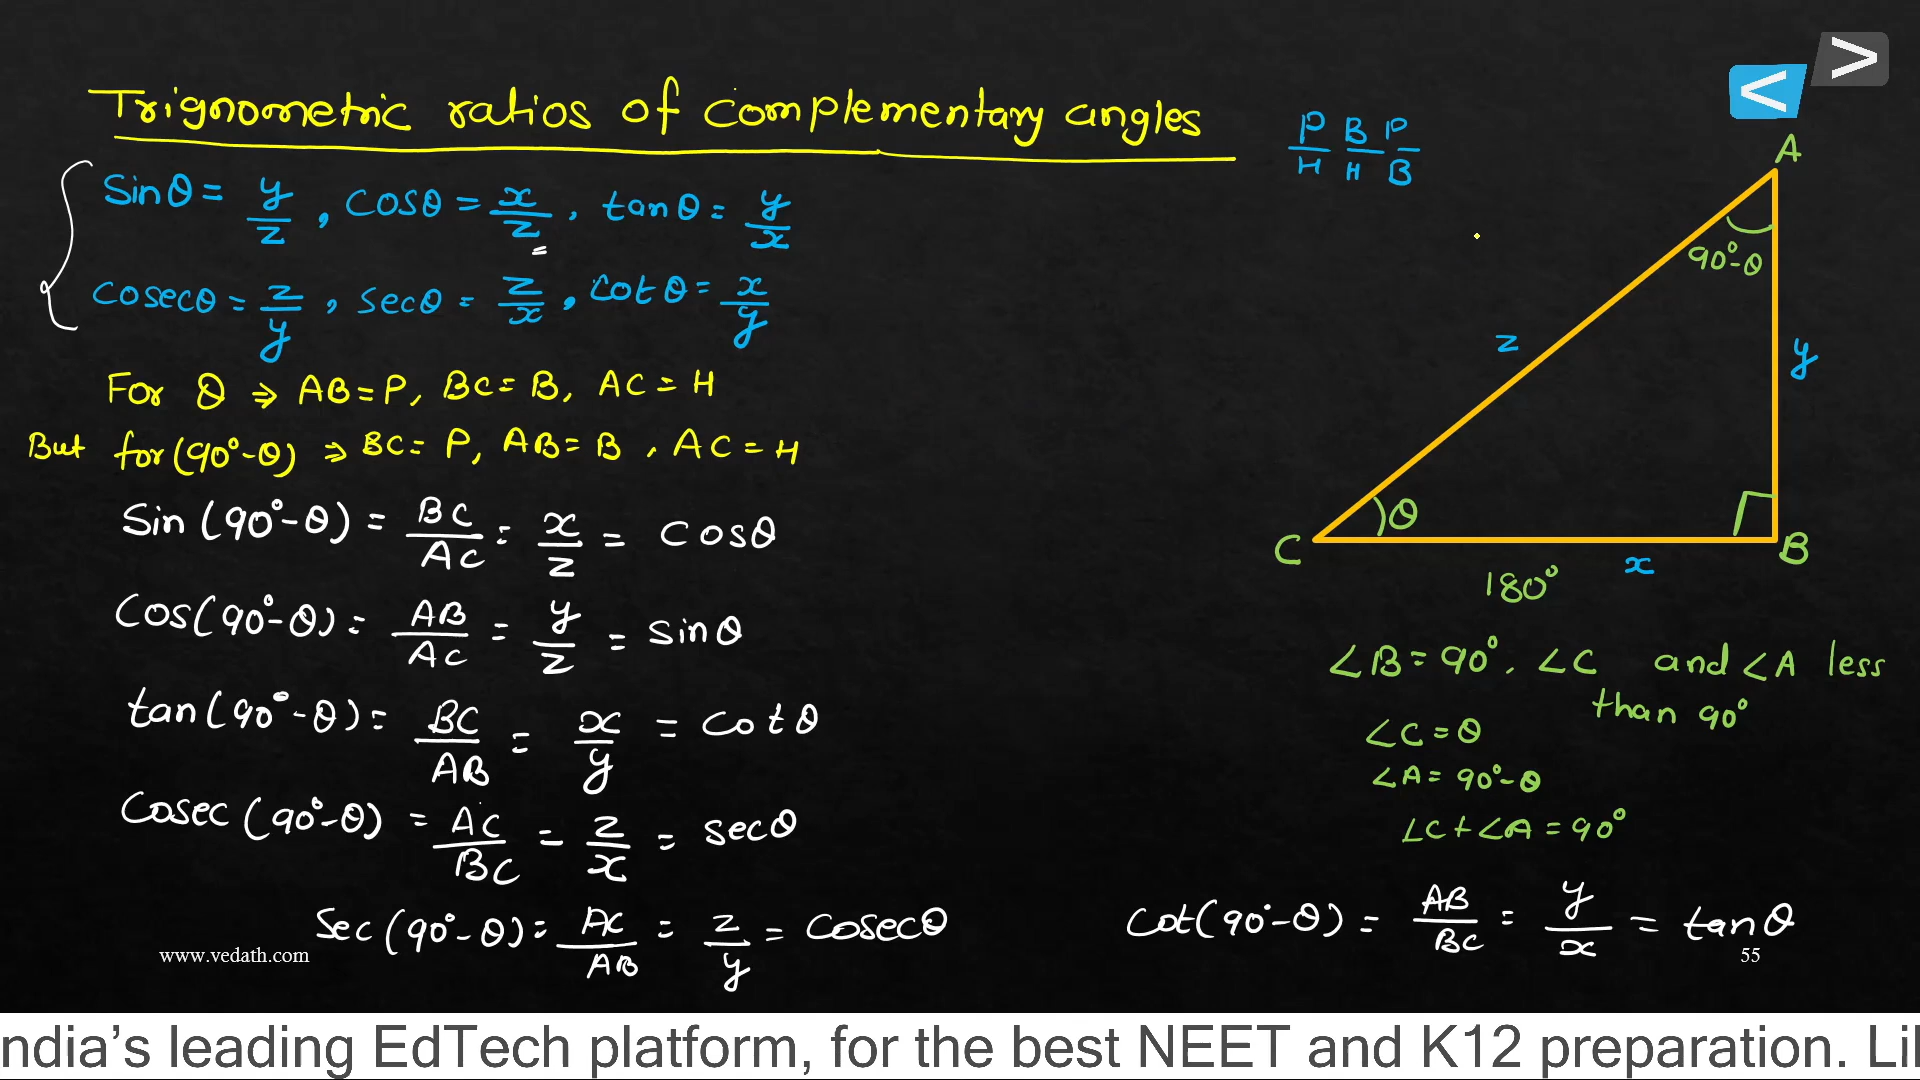 Trignometric ratios of complementary angles
P/H B/H P/B
Sinθ = y/z, cosθ = x/z, tanθ = y/x
cosecθ = z/y, secθ = z/x, cotθ = x/y
For θ ⇒ AB = P, BC = B, AC = H
But for (90°-θ) ⇒ BC = P, AB = B, AC = H
Sin (90°-θ) = BC/AC = x/z = cosθ
Cos(90°-θ) = AB/AC = y/z = sinθ
tan(90°-θ) = BC/AB = x/y = cotθ
Cosec (90°-θ) = AC/BC = z/x = secθ
Sec (90°-θ) = AC/AB = z/y = cosecθ
A
90°-θ
z
y
θ
C
B
x
180°
∠B = 90°, ∠C and ∠A less
than 90°
∠C = θ
∠A = 90°-θ
∠C + ∠A = 90°
cot(90°-θ) = AB/BC = y/x = tanθ
www.vedath.com
55
ndia’s leading EdTech platform, for the best NEET and K12 preparation. Lil